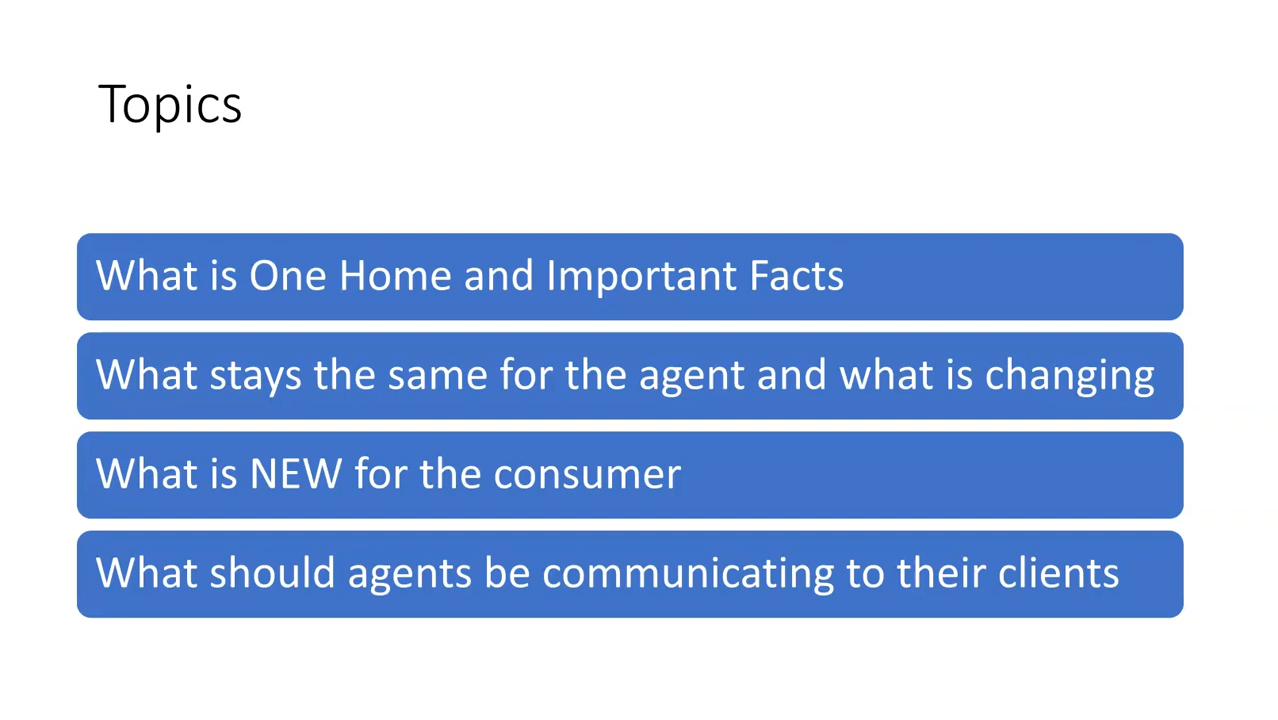 Topics
What is One Home and Important Facts
What stays the same for the agent and what is changing
What is NEW for the consumer
What should agents be communicating to their clients